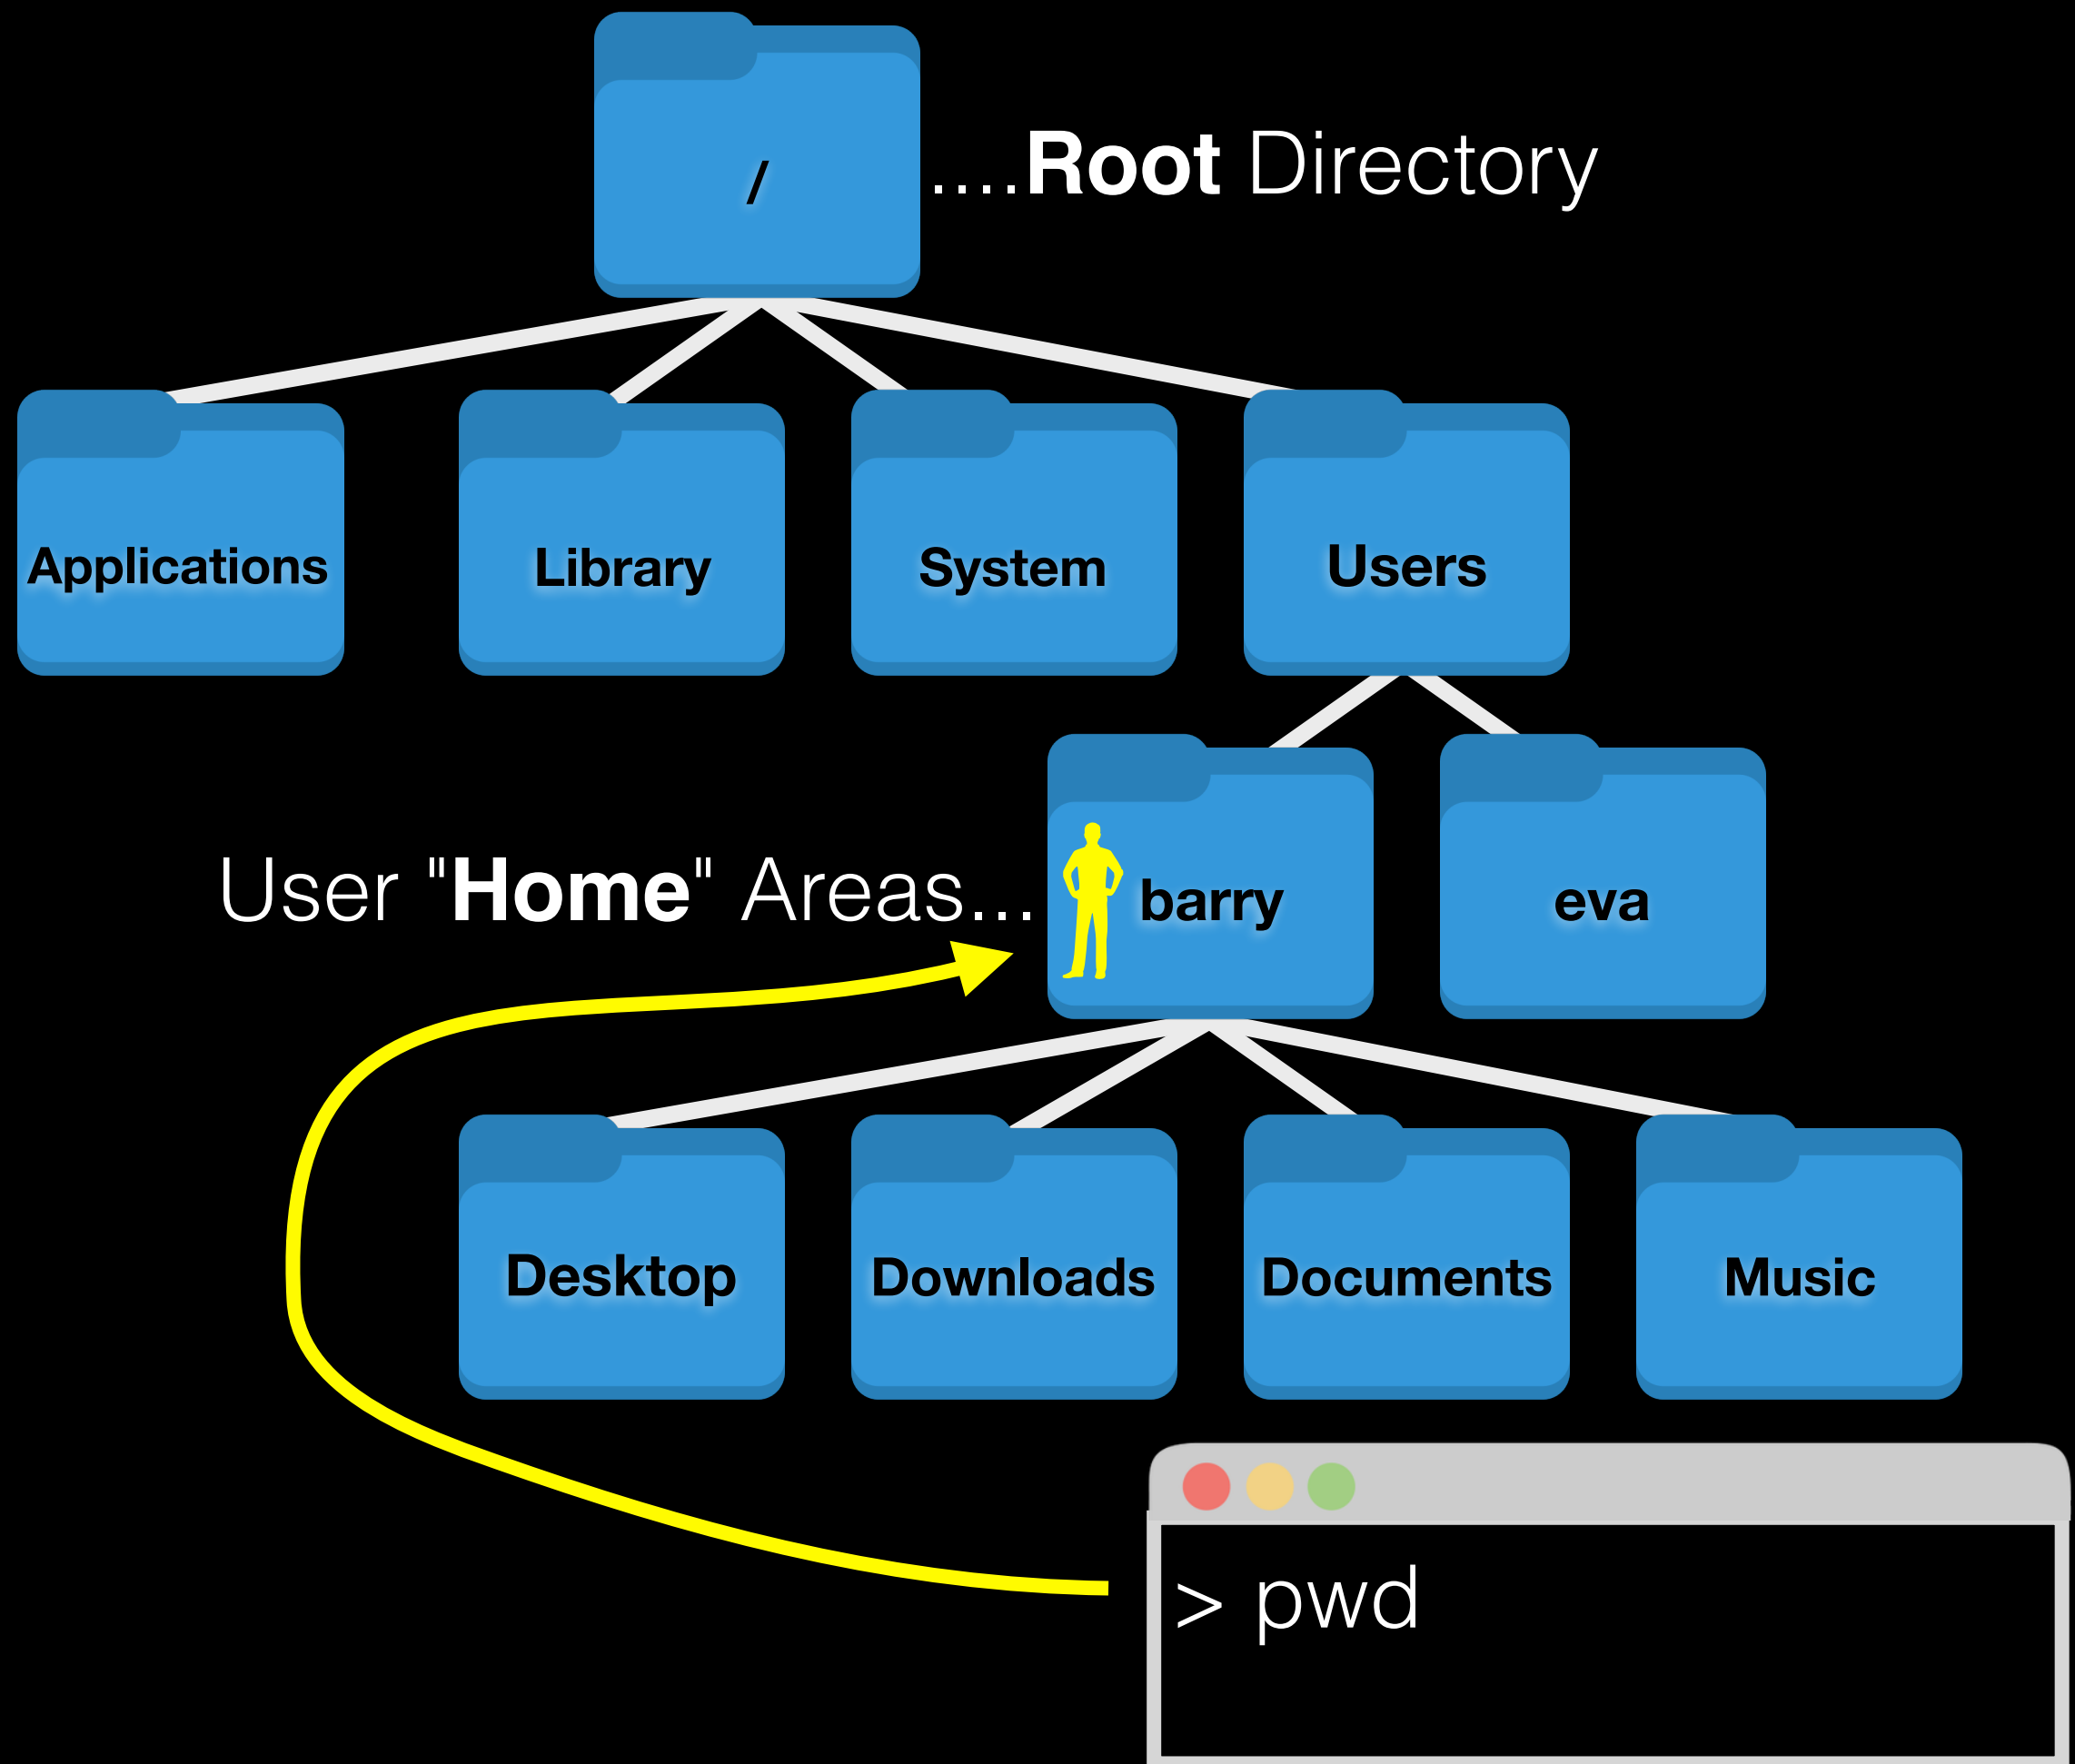 /
....Root Directory
Applications
Library
System
Users
User "Home" Areas...
barry
eva
Desktop
Downloads
Documents
Music
> pwd